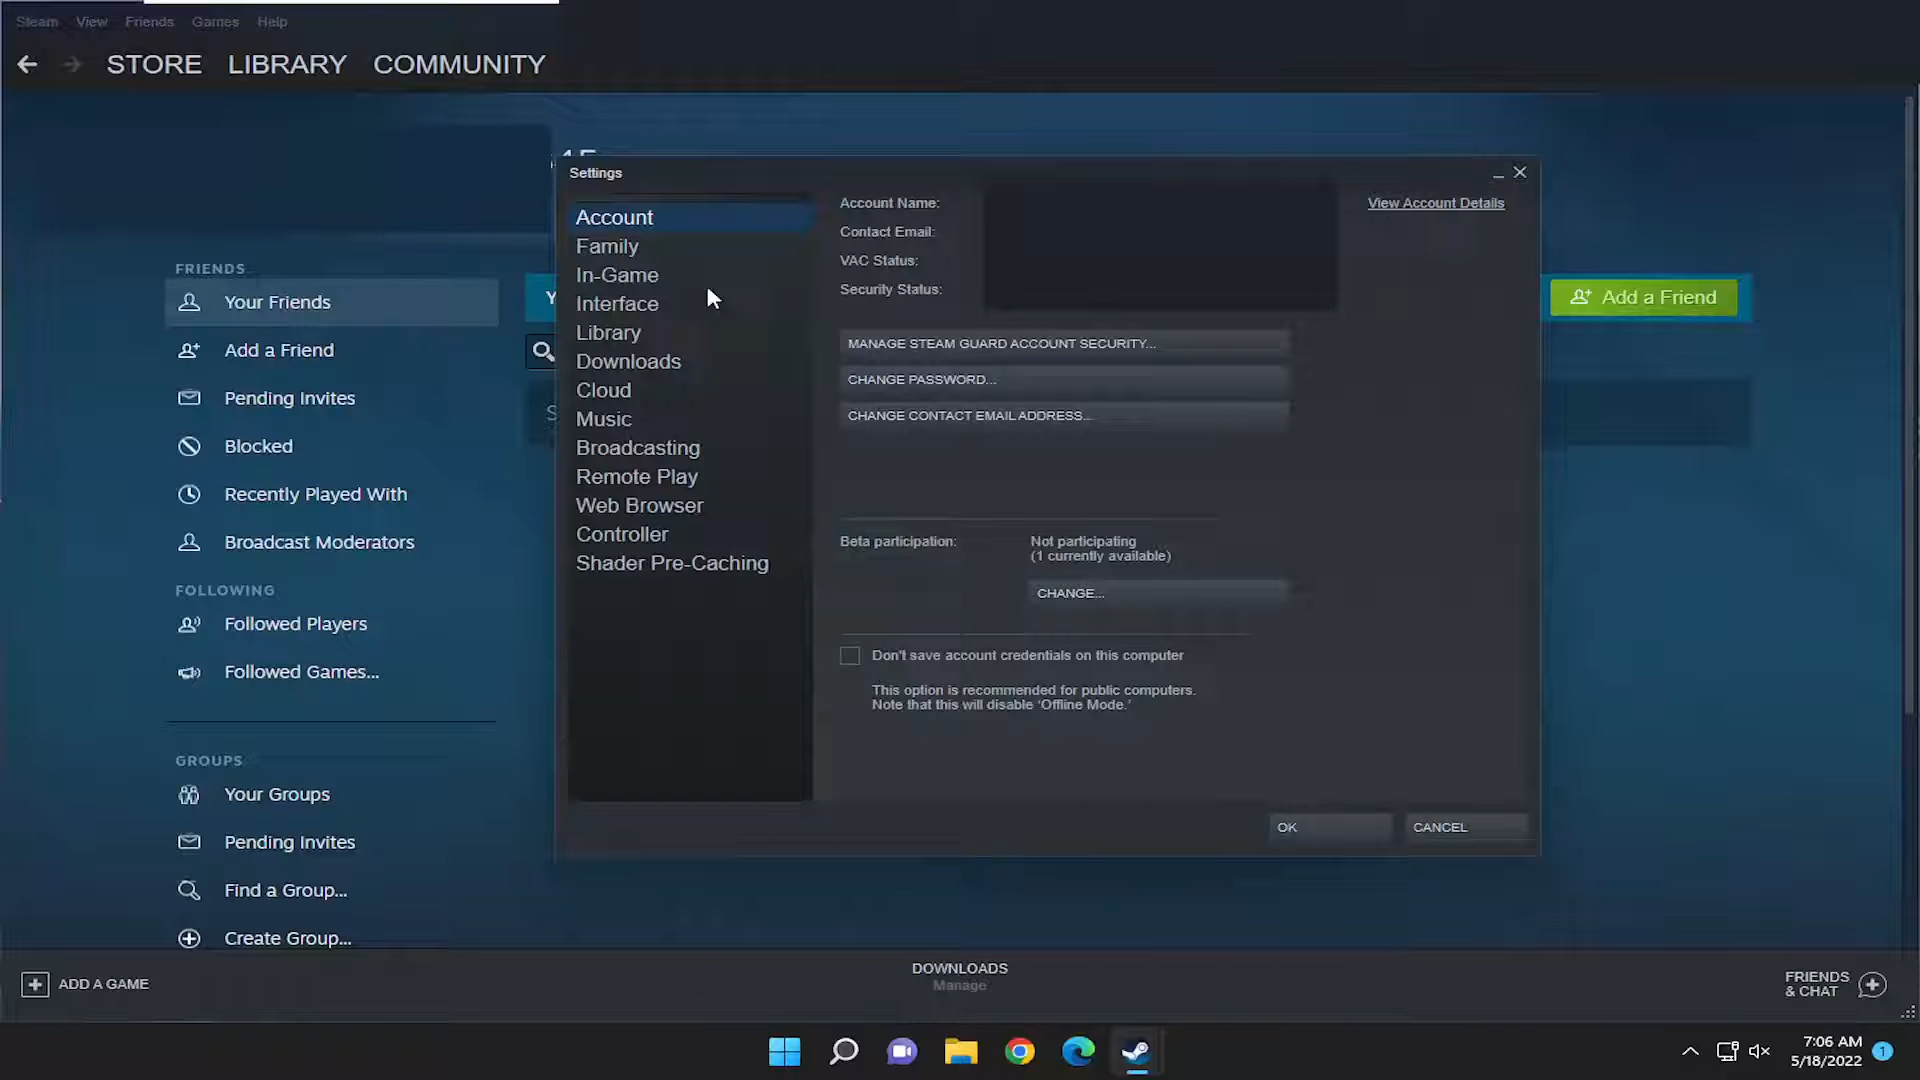 Steam View Friends Games Help
STORE LIBRARY COMMUNITY
FRIENDS
Your Friends
Add a Friend
Pending Invites
Blocked
Recently Played With
Broadcast Moderators
FOLLOWING
Followed Players
Followed Games...
GROUPS
Your Groups
Pending Invites
Find a Group...
Create Group...
Y
S
Add a Friend
Settings
Account
Family
In-Game
Interface
Library
Downloads
Cloud
Music
Broadcasting
Remote Play
Web Browser
Controller
Shader Pre-Caching
Account Name:
View Account Details
Contact Email:
VAC Status:
Security Status:
MANAGE STEAM GUARD ACCOUNT SECURITY...
CHANGE PASSWORD...
CHANGE CONTACT EMAIL ADDRESS...
Beta participation:
Not participating
(1 currently available)
CHANGE...
Don't save account credentials on this computer
This option is recommended for public computers.
Note that this will disable 'Offline Mode.'
OK
CANCEL
ADD A GAME
DOWNLOADS
Manage
FRIENDS
& CHAT
7:06 AM
5/18/2022
1